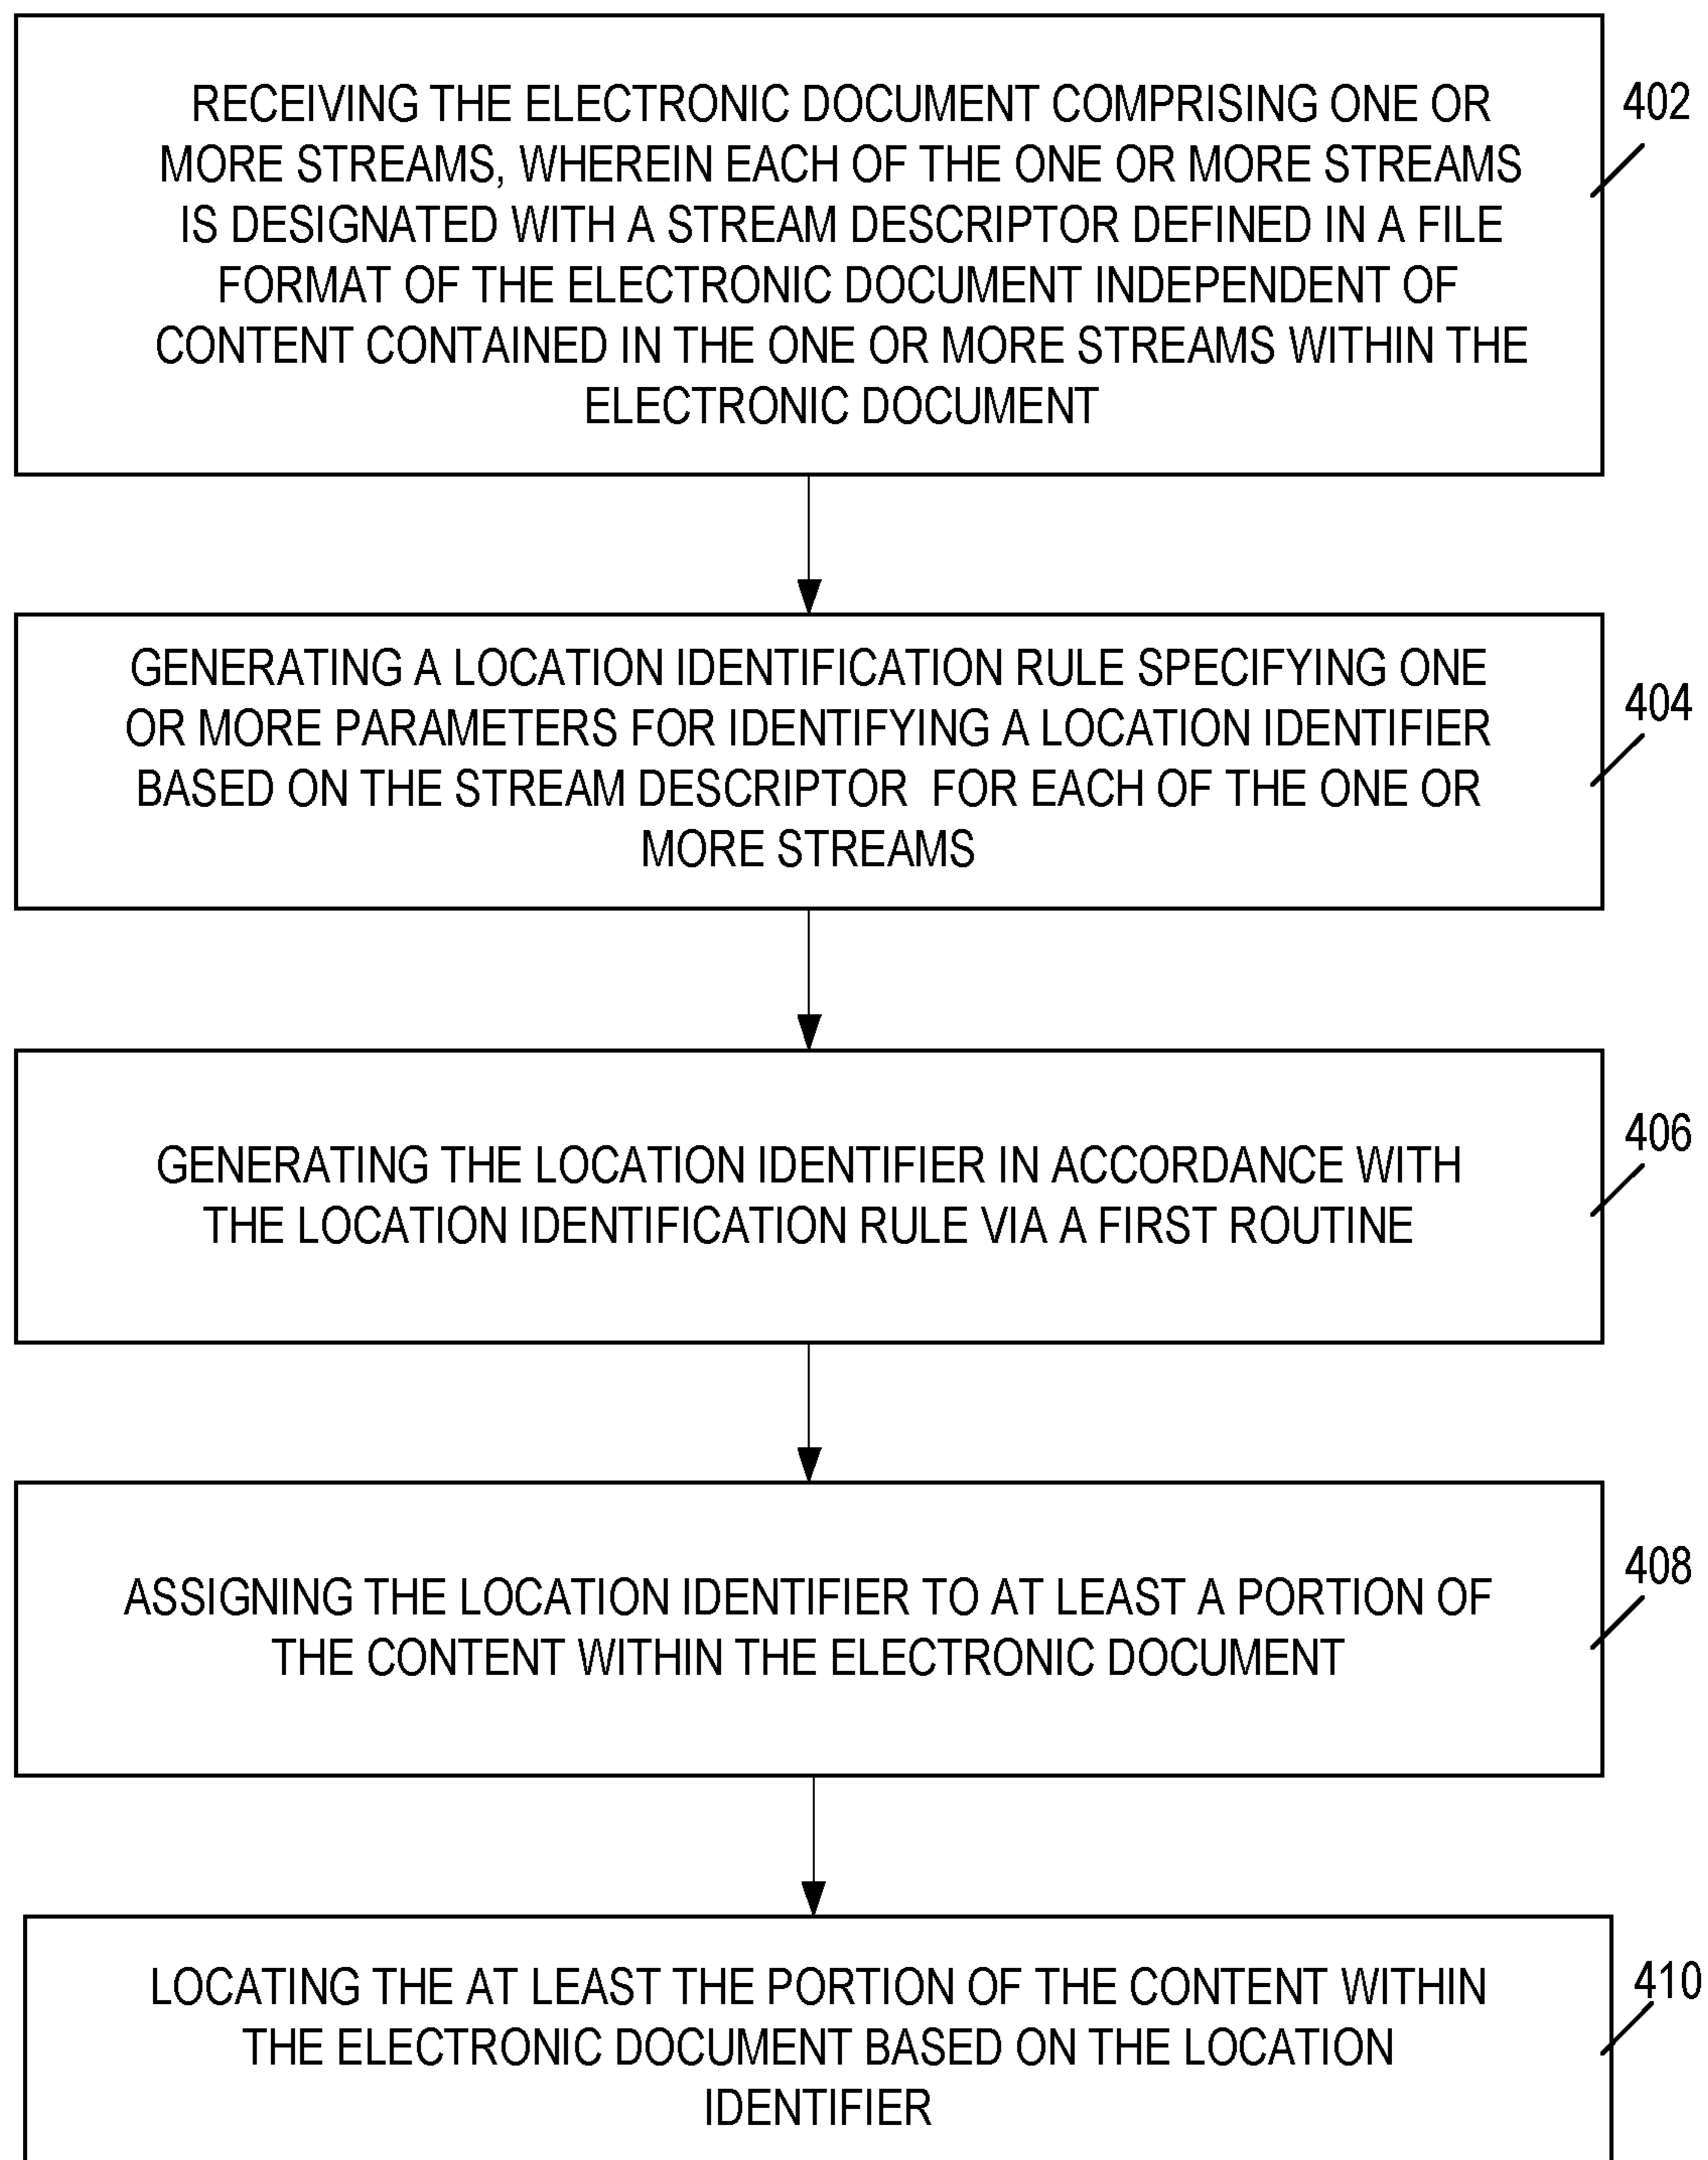 RECEIVING THE ELECTRONIC DOCUMENT COMPRISING ONE OR
MORE STREAMS, WHEREIN EACH OF THE ONE OR MORE STREAMS
IS DESIGNATED WITH A STREAM DESCRIPTOR DEFINED IN A FILE
FORMAT OF THE ELECTRONIC DOCUMENT INDEPENDENT OF
CONTENT CONTAINED IN THE ONE OR MORE STREAMS WITHIN THE
ELECTRONIC DOCUMENT
402
GENERATING A LOCATION IDENTIFICATION RULE SPECIFYING ONE
OR MORE PARAMETERS FOR IDENTIFYING A LOCATION IDENTIFIER
BASED ON THE STREAM DESCRIPTOR FOR EACH OF THE ONE OR
MORE STREAMS
404
GENERATING THE LOCATION IDENTIFIER IN ACCORDANCE WITH
THE LOCATION IDENTIFICATION RULE VIA A FIRST ROUTINE
406
ASSIGNING THE LOCATION IDENTIFIER TO AT LEAST A PORTION OF
THE CONTENT WITHIN THE ELECTRONIC DOCUMENT
408
LOCATING THE AT LEAST THE PORTION OF THE CONTENT WITHIN
THE ELECTRONIC DOCUMENT BASED ON THE LOCATION
IDENTIFIER
410